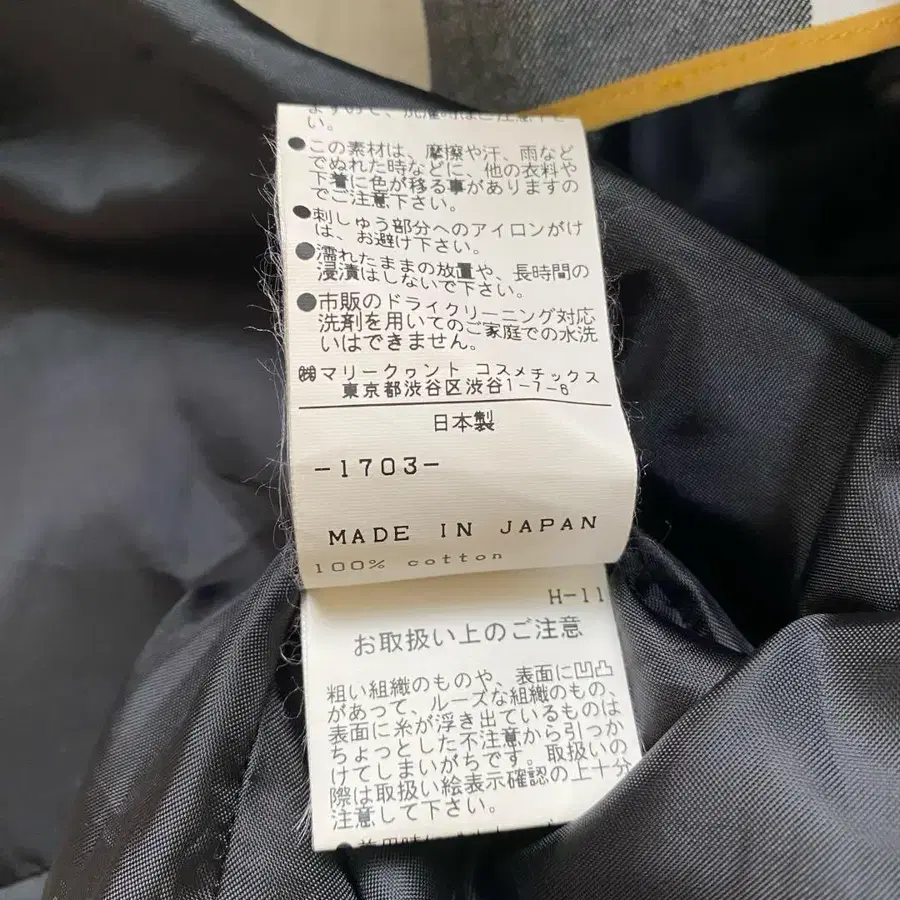 い。
●この素材は、摩擦や汗、雨など
でぬれた時などに、他の衣料や
下着に色が移る事がありますの
でご注意下さい。
●刺しゅう部分へのアイロンがけ
は、お避け下さい。
●濡れたままの放置や、長時間の
浸漬はしないで下さい。
●市販のドライクリーニング対応
洗剤を用いてのご家庭での水洗
いはできません。
㈱マリークヮント コスメチックス
東京都渋谷区渋谷1-7-6
日本製
-1703-
MADE IN JAPAN
100% cotton
H-11
お取扱い上のご注意
粗い組織のものや、表面に凹凸
があって、ルーズな組織のもの、
表面に糸が浮き出ているものは
ちょっとした不注意から引っか
けてしまいがちです。取扱いの
際は取扱い絵表示確認の上十分
注意して下さい。